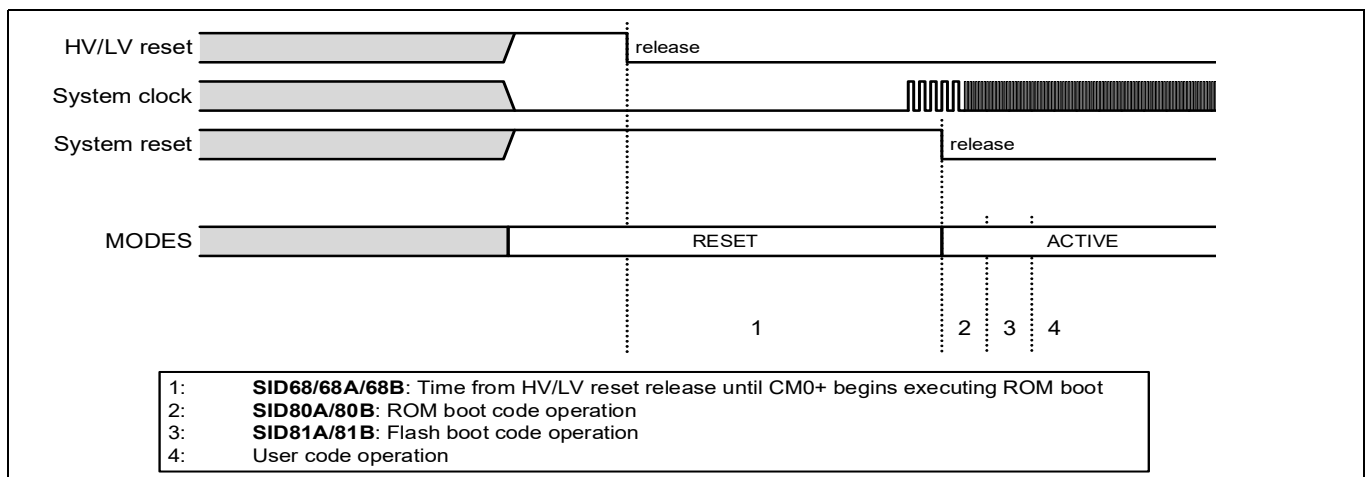 HV/LV reset
release
System clock
System reset
release
MODES
RESET
ACTIVE
1
2
3
4
1: SID68/68A/68B: Time from HV/LV reset release until CM0+ begins executing ROM boot
2: SID80A/80B: ROM boot code operation
3: SID81A/81B: Flash boot code operation
4: User code operation